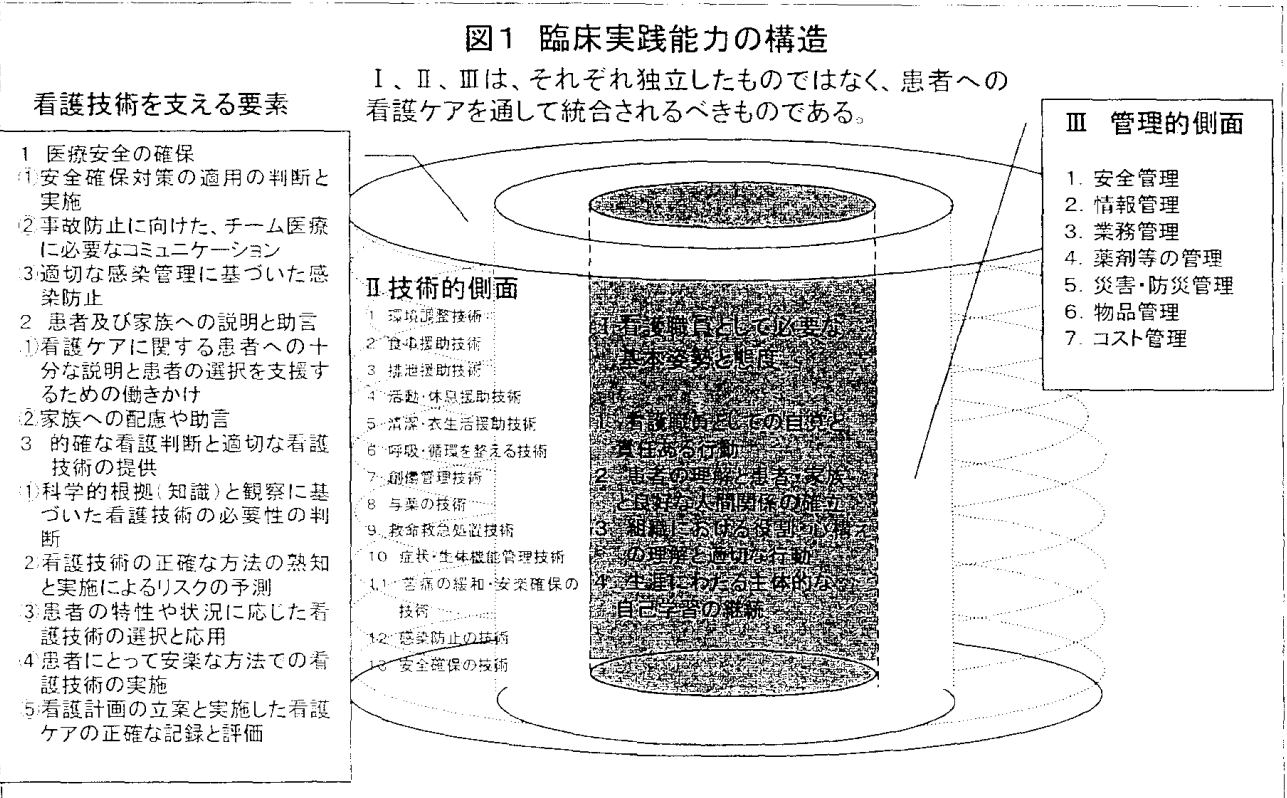 図1 臨床実践能力の構造
Ⅰ、Ⅱ、Ⅲは、それぞれ独立したものではなく、患者への
看護ケアを通して統合されるべきものである。
看護技術を支える要素
1 医療安全の確保
①安全確保対策の適用の判断と
実施
②事故防止に向けた、チーム医療
に必要なコミュニケーション
③適切な感染管理に基づいた感
染防止
2 患者及び家族への説明と助言
①看護ケアに関する患者への十
分な説明と患者の選択を支援す
るための働きかけ
②家族への配慮や助言
3 的確な看護判断と適切な看護
技術の提供
①科学的根拠(知識)と観察に基
づいた看護技術の必要性の判
断
②看護技術の正確な方法の熟知
と実施によるリスクの予測
③患者の特性や状況に応じた看
護技術の選択と応用
④患者にとって安楽な方法での看
護技術の実施
⑤看護計画の立案と実施した看護
ケアの正確な記録と評価
Ⅱ技術的側面
1 環境調整技術
2 食事援助技術
3 排泄援助技術
4 活動・休息援助技術
5 清潔・衣生活援助技術
6 呼吸・循環を整える技術
7 創傷管理技術
8 与薬の技術
9 救命救急処置技術
10 症状・生体機能管理技術
11 苦痛の緩和・安楽確保の
技術
12 感染防止の技術
13 安全確保の技術
Ⅰ看護職員として必要な
基本姿勢と態度
1 看護職員としての自覚と
責任ある行動
2 患者の理解と患者・家族
と良好な人間関係の確立
3 組織における役割・心構え
の理解と適切な行動
4 生涯にわたる主体的な
自己学習の継続
Ⅲ 管理的側面
1. 安全管理
2. 情報管理
3. 業務管理
4. 薬剤等の管理
5. 災害・防災管理
6. 物品管理
7. コスト管理